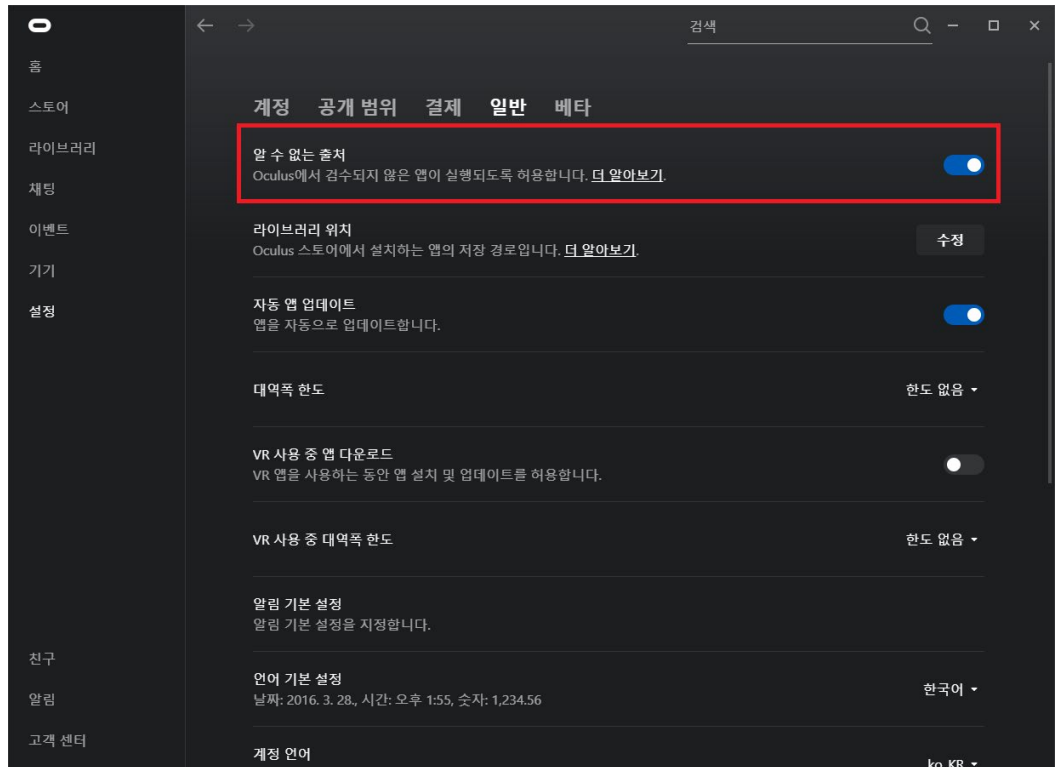 검색
홈
스토어
라이브러리
채팅
이벤트
기기
설정
친구
알림
고객 센터
계정 공개 범위 결제 일반 베타
알 수 없는 출처
Oculus에서 검수되지 않은 앱이 실행되도록 허용합니다. 더 알아보기.
라이브러리 위치
Oculus 스토어에서 설치하는 앱의 저장 경로입니다. 더 알아보기.
수정
자동 앱 업데이트
앱을 자동으로 업데이트합니다.
대역폭 한도
한도 없음
VR 사용 중 앱 다운로드
VR 앱을 사용하는 동안 앱 설치 및 업데이트를 허용합니다.
VR 사용 중 대역폭 한도
한도 없음
알림 기본 설정
알림 기본 설정을 지정합니다.
언어 기본 설정
날짜: 2016. 3. 28., 시간: 오후 1:55, 숫자: 1,234.56
한국어
계정 언어
ko_KR